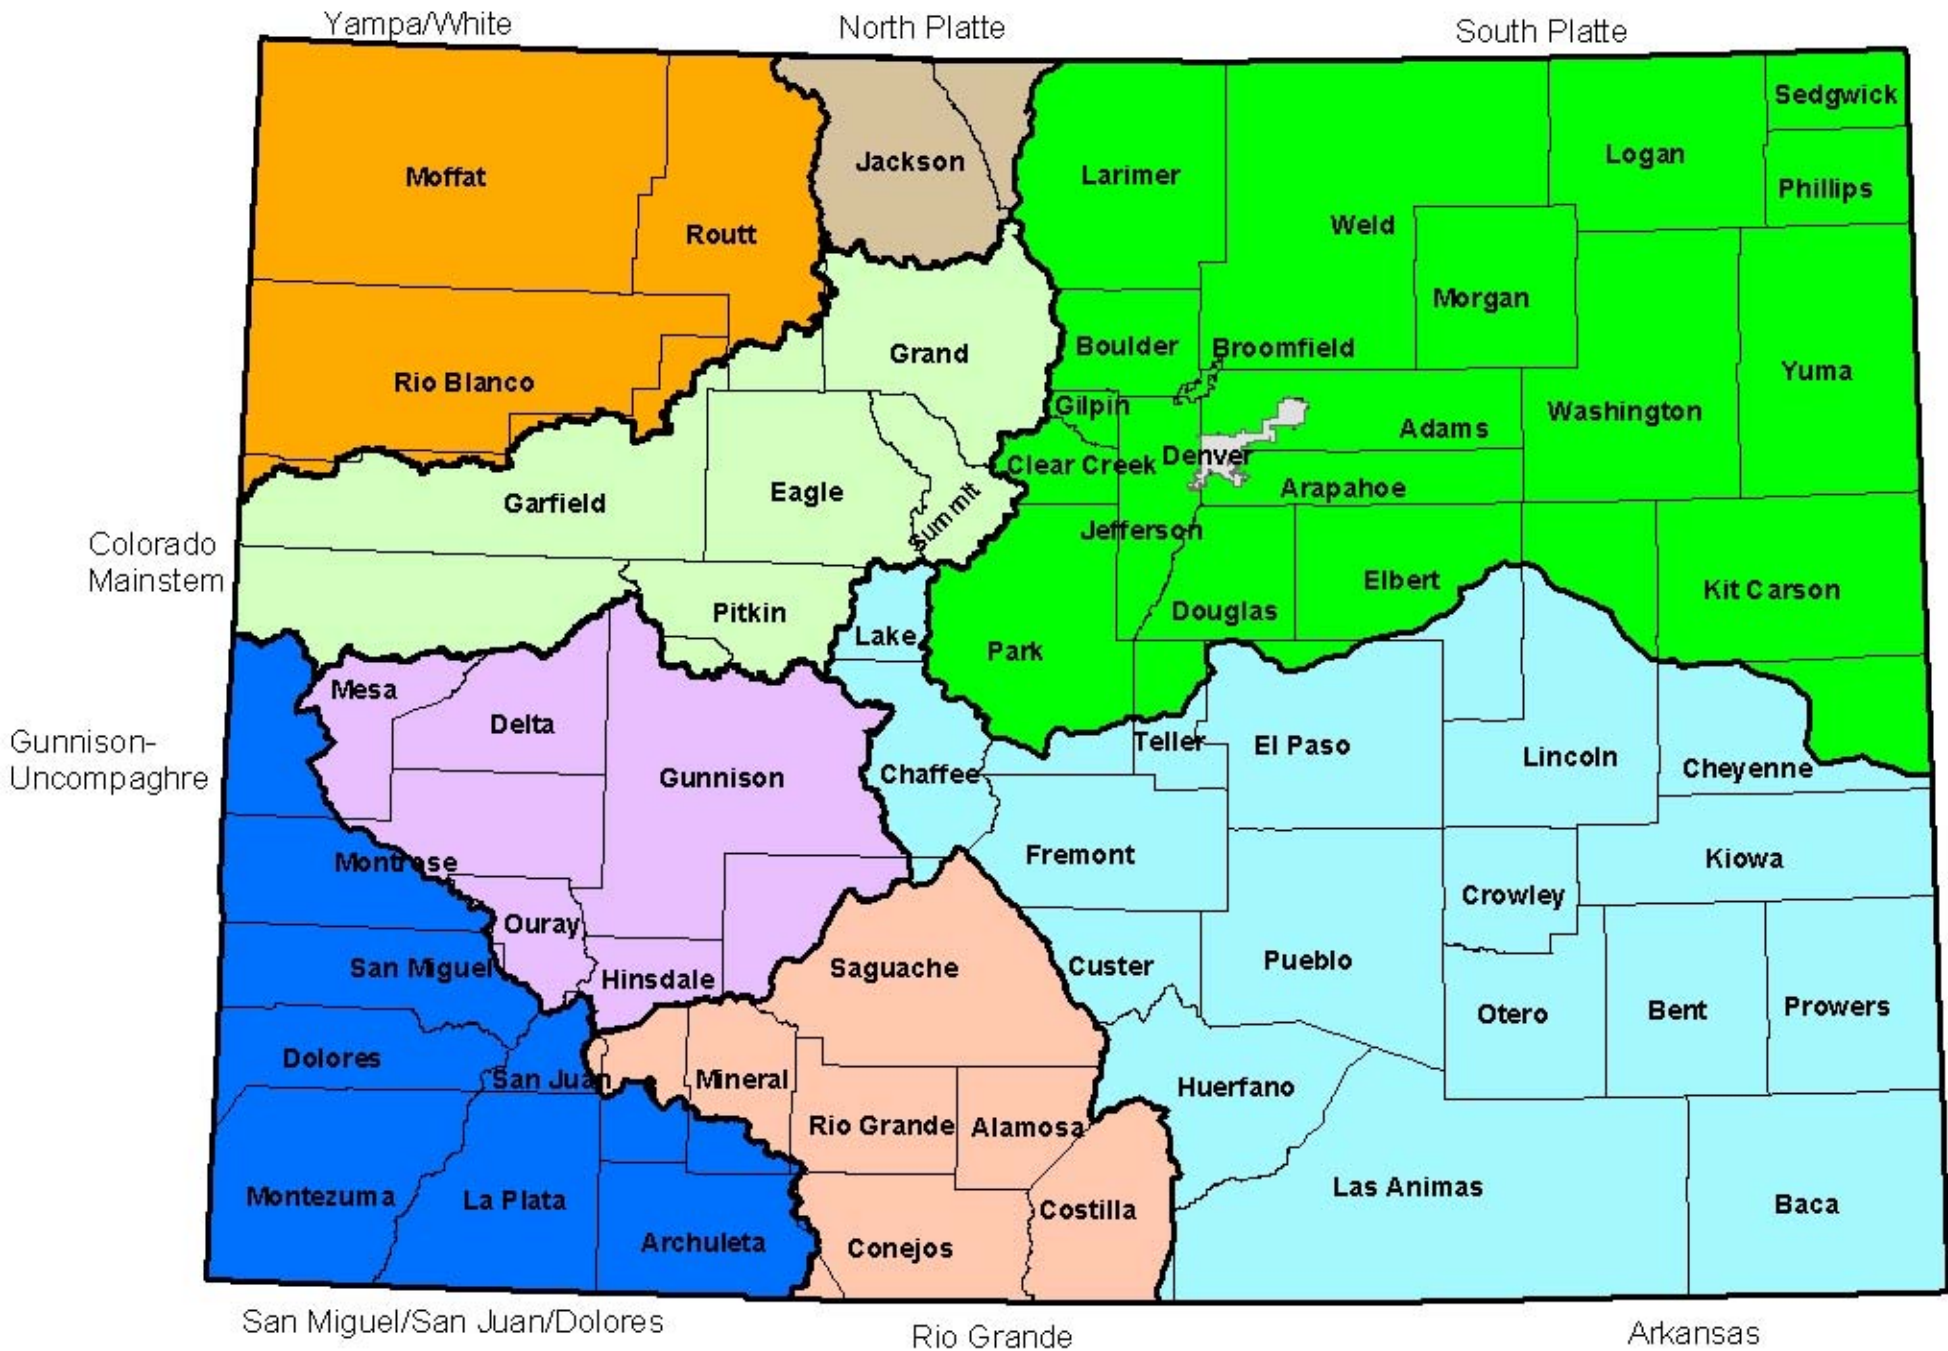 Yampa/White
North Platte
South Platte
Sedgwick
Moffat
Jackson
Larimer
Logan
Phillips
Routt
Weld
Morgan
Rio Blanco
Grand
Boulder
Broomfield
Yuma
Gilpin
Washington
Adams
Garfield
Eagle
Summit
Clear Creek
Denver
Arapahoe
Colorado
Mainstem
Jefferson
Pitkin
Lake
Park
Douglas
Elbert
Kit Carson
Mesa
Delta
Gunnison-
Uncompaghre
Gunnison
Chaffee
Teller
El Paso
Lincoln
Cheyenne
Montrose
Fremont
Kiowa
Crowley
Ouray
San Miguel
Hinsdale
Saguache
Custer
Pueblo
Otero
Bent
Prowers
Dolores
San Juan
Mineral
Huerfano
Rio Grande
Alamosa
Montezuma
La Plata
Archuleta
Conejos
Costilla
Las Animas
Baca
San Miguel/San Juan/Dolores
Rio Grande
Arkansas